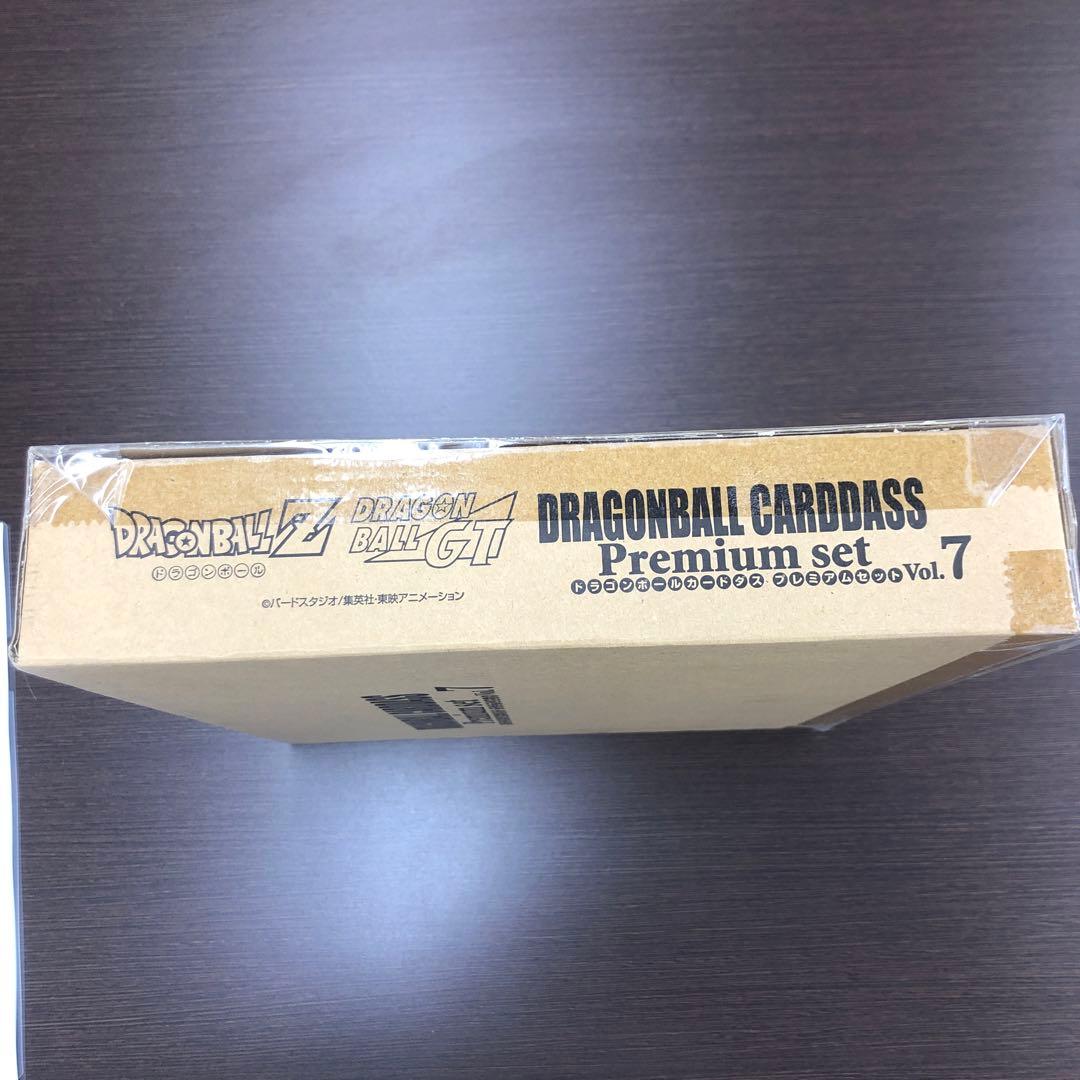 DRAGONBALL Z
ドラゴンボール
DRAGON BALL GT
©バードスタジオ/集英社・東映アニメーション
DRAGONBALL CARDDASS
Premium set Vol.7
ドラゴンボールカードダス プレミアムセット